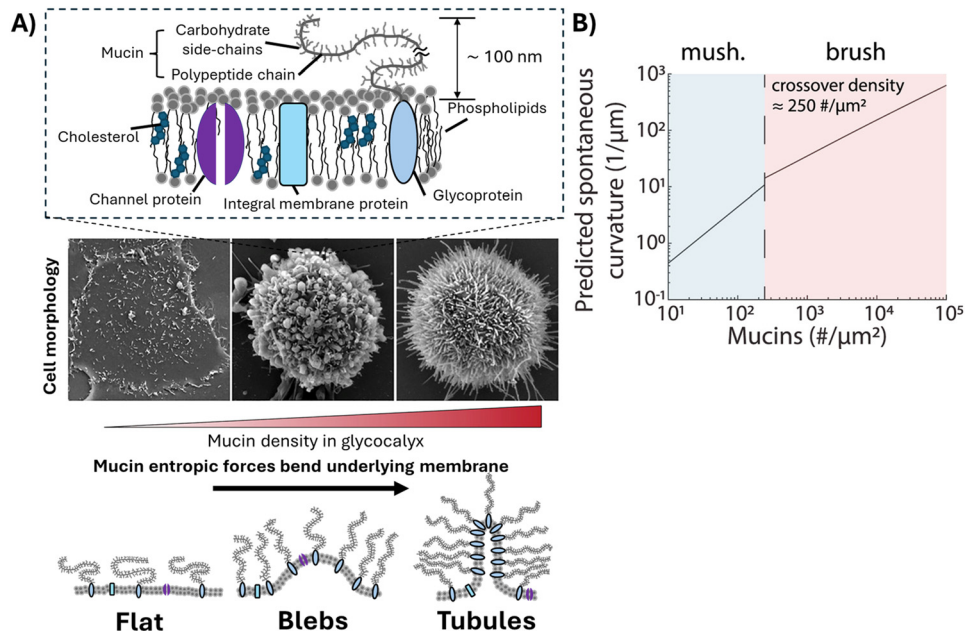 A)
Mucin
Carbohydrate
side-chains
Polypeptide chain
~ 100 nm
Phospholipids
Cholesterol
Channel protein
Integral membrane protein
Glycoprotein
Cell morphology
Mucin density in glycocalyx
Mucin entropic forces bend underlying membrane
Flat
Blebs
Tubules
B)
mush.
brush
crossover density
≈ 250 #/μm²
Predicted spontaneous
curvature (1/μm)
10³
10²
10¹
10⁰
10⁻¹
10¹
10²
10³
10⁴
10⁵
Mucins (#/μm²)